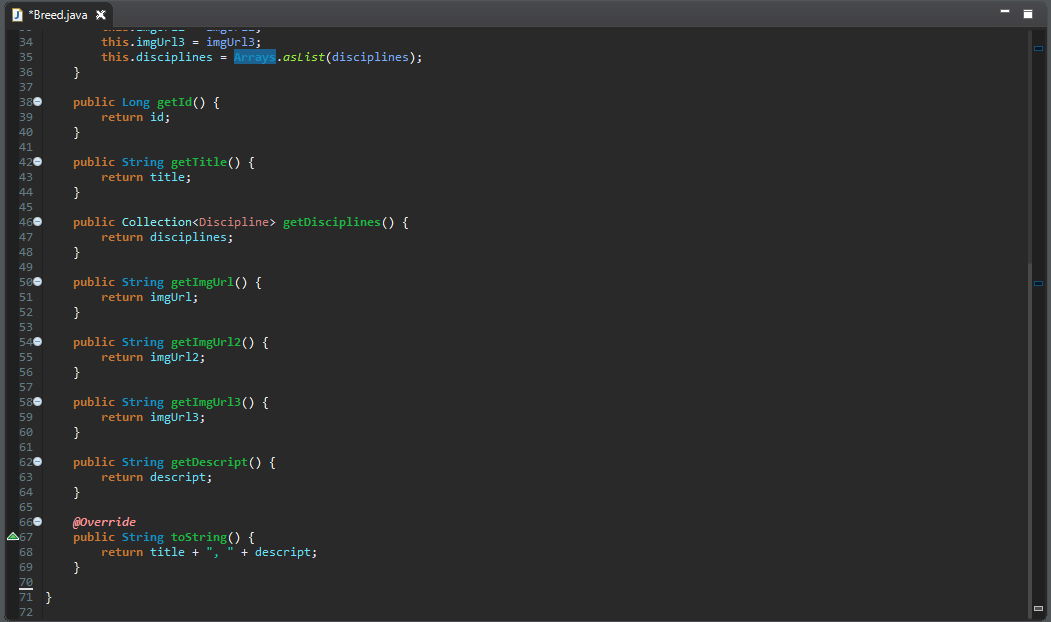 *Breed.java
34 this.imgUrl3 = imgUrl3;
35 this.disciplines = Arrays.asList(disciplines);
36 }
37
38 public Long getId() {
39 return id;
40 }
41
42 public String getTitle() {
43 return title;
44 }
45
46 public Collection<Discipline> getDisciplines() {
47 return disciplines;
48 }
49
50 public String getImgUrl() {
51 return imgUrl;
52 }
53
54 public String getImgUrl2() {
55 return imgUrl2;
56 }
57
58 public String getImgUrl3() {
59 return imgUrl3;
60 }
61
62 public String getDescript() {
63 return descript;
64 }
65
66 @Override
67 public String toString() {
68 return title + ", " + descript;
69 }
70
71 }
72